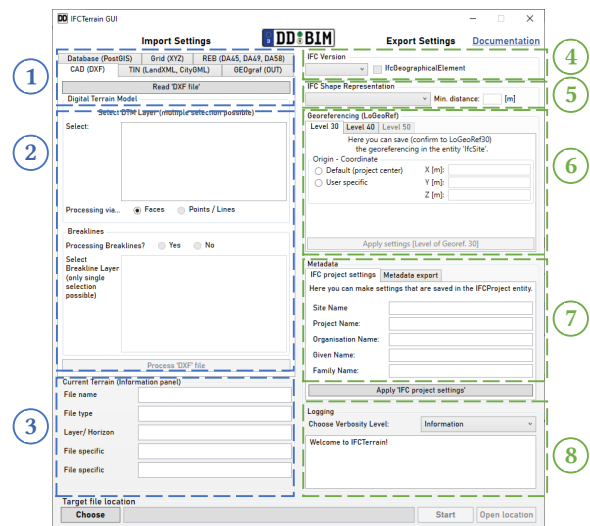 IFCTerrain GUI
Import Settings
DD BIM
Export Settings
Documentation
1
Database (PostGIS)
Grid (XYZ)
REB (DA45, DA49, DA58)
CAD (DXF)
TIN (LandXML, CityGML)
GEOgraf (OUT)
Read 'DXF file'
Digital Terrain Model
2
Select DTM Layer (multiple selection possible)
Select:
Processing via...
Faces
Points / Lines
Breaklines
Processing Breaklines?
Yes
No
Select
Breakline Layer
(only single
selection
possible)
Process 'DXF' file
3
Current Terrain (Information panel)
File name
File type
Layer/ Horizon
File specific
File specific
Target file location
Choose
Start
Open location
4
IFC Version
IfcGeographicalElement
5
IFC Shape Representation
Min. distance:
[m]
6
Georeferencing (LoGeoRef)
Level 30
Level 40
Level 50
Here you can save (confirm to LoGeoRef30)
the georeferencing in the entity 'IfcSite'.
Origin - Coordinate
Default (project center)
User specific
X [m]:
Y [m]:
Z [m]:
Apply settings [Level of Georef. 30]
7
Metadata
IFC project settings
Metadata export
Here you can make settings that are saved in the IFCProject entity.
Site Name
Project Name:
Organisation Name:
Given Name:
Family Name:
Apply 'IFC project settings'
8
Logging
Choose Verbosity Level:
Information
Welcome to IFCTerrain!